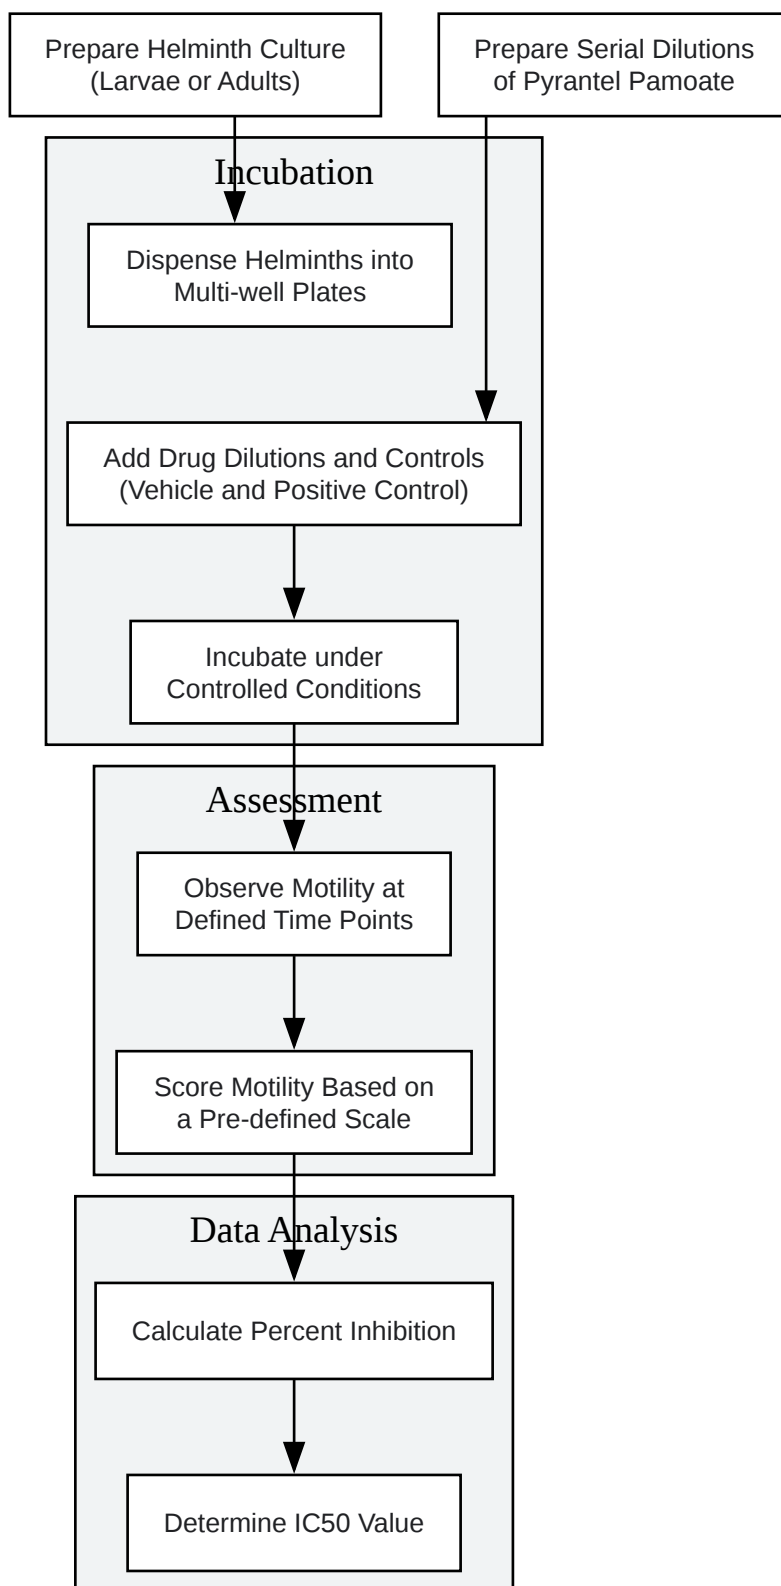 Prepare Helminth Culture
(Larvae or Adults)
Prepare Serial Dilutions
of Pyrantel Pamoate
Incubation
Dispense Helminths into
Multi-well Plates
Add Drug Dilutions and Controls
(Vehicle and Positive Control)
Incubate under
Controlled Conditions
Assessment
Observe Motility at
Defined Time Points
Score Motility Based on
a Pre-defined Scale
Data Analysis
Calculate Percent Inhibition
Determine IC50 Value